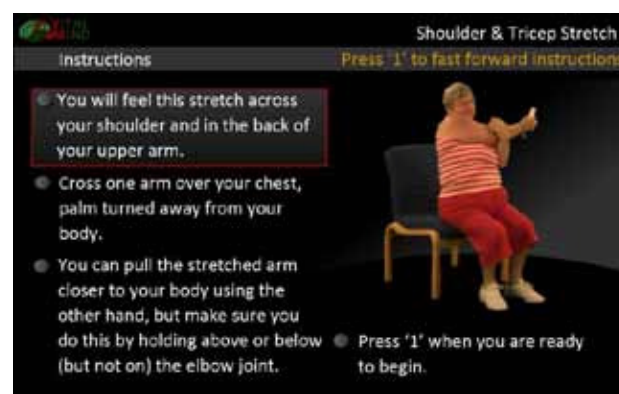 Shoulder & Tricep Stretch
Instructions
Press '1' to fast forward instructions
You will feel this stretch across
your shoulder and in the back of
your upper arm.
Cross one arm over your chest,
palm turned away from your
body.
You can pull the stretched arm
closer to your body using the
other hand, but make sure you
do this by holding above or below
(but not on) the elbow joint.
Press '1' when you are ready
to begin.